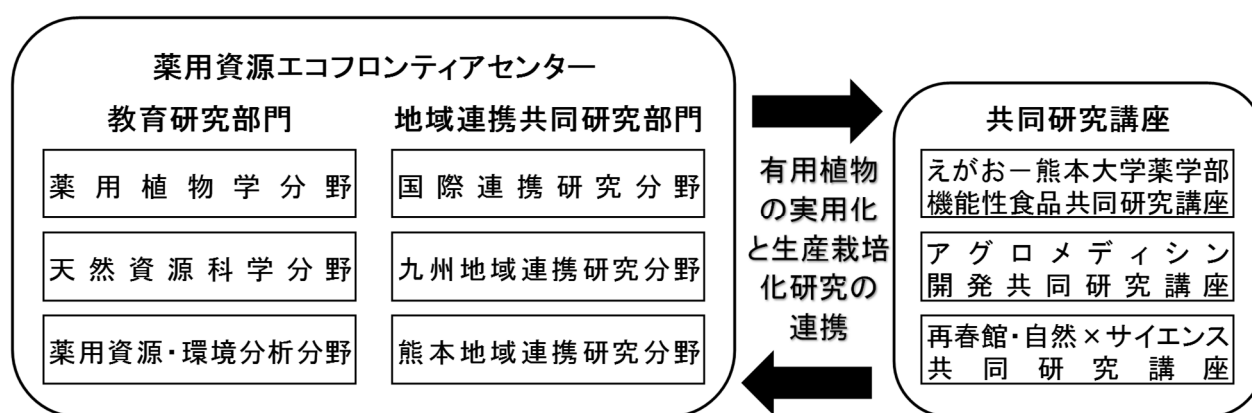 薬用資源エコフロンティアセンター
教育研究部門
薬用植物学分野
天然資源科学分野
薬用資源・環境分析分野
地域連携共同研究部門
国際連携研究分野
九州地域連携研究分野
熊本地域連携研究分野
有用植物
の実用化
と生産栽培
化研究の
連携
共同研究講座
えがおー熊本大学薬学部
機能性食品共同研究講座
アグロメディシン
開発共同研究講座
再春館・自然×サイエンス
共同研究講座